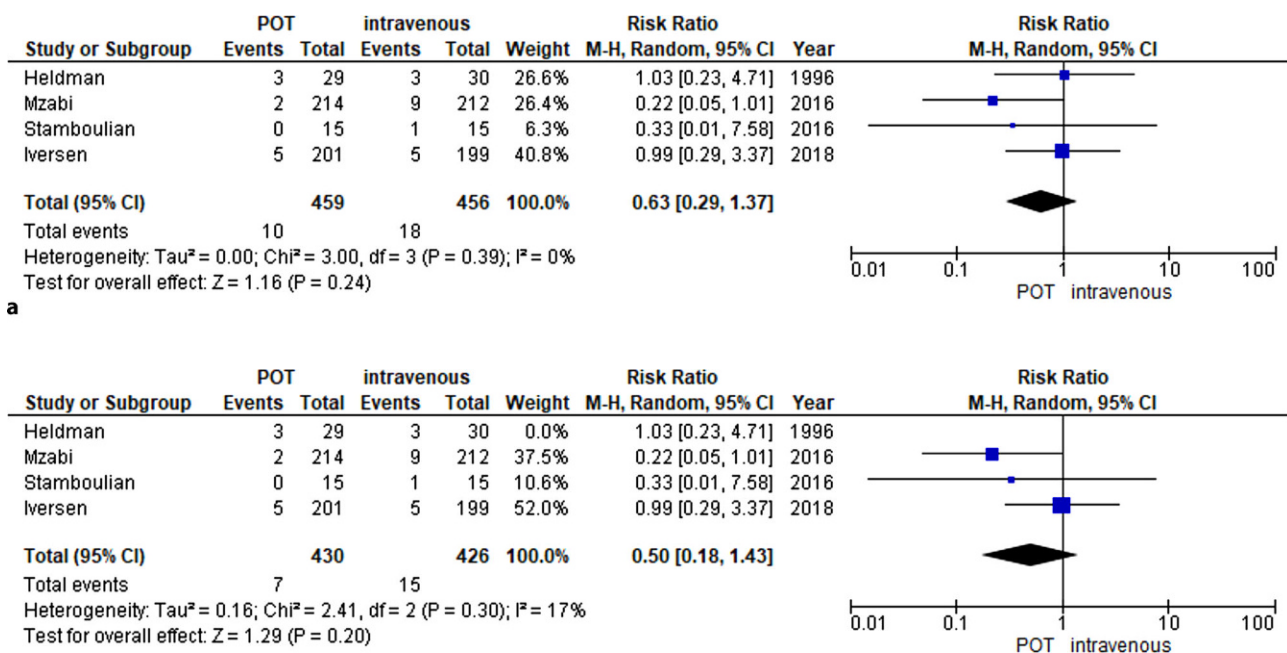 POT intravenous Risk Ratio Risk Ratio
Study or Subgroup Events Total Events Total Weight M-H, Random, 95% CI Year M-H, Random, 95% CI
Heldman 3 29 3 30 26.6% 1.03 [0.23, 4.71] 1996
Mzabi 2 214 9 212 26.4% 0.22 [0.05, 1.01] 2016
Stamboulian 0 15 1 15 6.3% 0.33 [0.01, 7.58] 2016
Iversen 5 201 5 199 40.8% 0.99 [0.29, 3.37] 2018
Total (95% CI) 459 456 100.0% 0.63 [0.29, 1.37]
Total events 10 18
Heterogeneity: Tau² = 0.00; Chi² = 3.00, df = 3 (P = 0.39); I² = 0%
Test for overall effect: Z = 1.16 (P = 0.24)
0.01 0.1 1 10 100
POT intravenous
a
POT intravenous Risk Ratio Risk Ratio
Study or Subgroup Events Total Events Total Weight M-H, Random, 95% CI Year M-H, Random, 95% CI
Heldman 3 29 3 30 0.0% 1.03 [0.23, 4.71] 1996
Mzabi 2 214 9 212 37.5% 0.22 [0.05, 1.01] 2016
Stamboulian 0 15 1 15 10.6% 0.33 [0.01, 7.58] 2016
Iversen 5 201 5 199 52.0% 0.99 [0.29, 3.37] 2018
Total (95% CI) 430 426 100.0% 0.50 [0.18, 1.43]
Total events 7 15
Heterogeneity: Tau² = 0.16; Chi² = 2.41, df = 2 (P = 0.30); I² = 17%
Test for overall effect: Z = 1.29 (P = 0.20)
0.01 0.1 1 10 100
POT intravenous